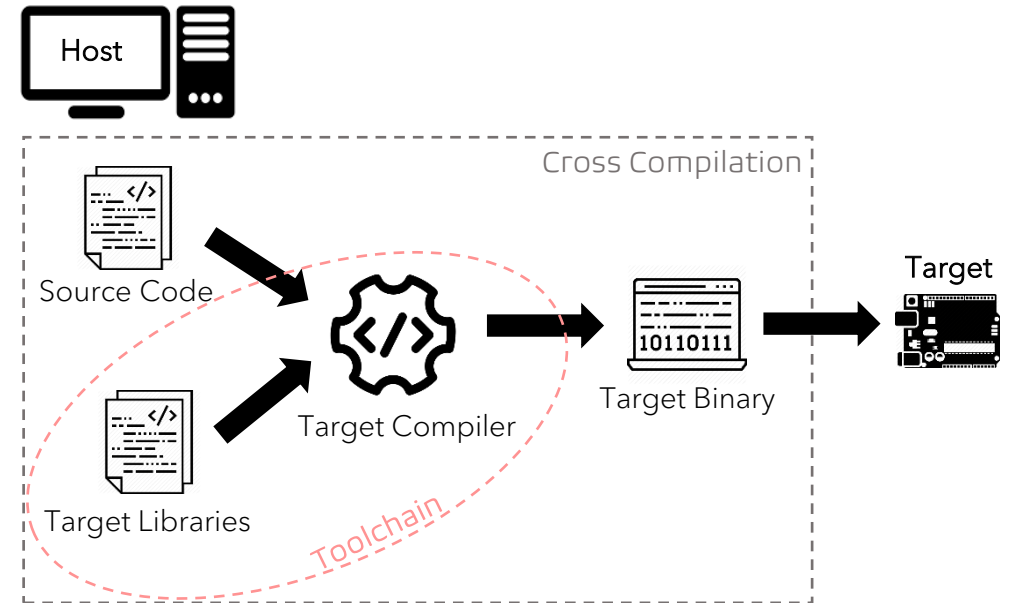 Host
Cross Compilation
</>
Source Code
</>
Target Compiler
</>
Target Libraries
Toolchain
10110111
Target Binary
Target